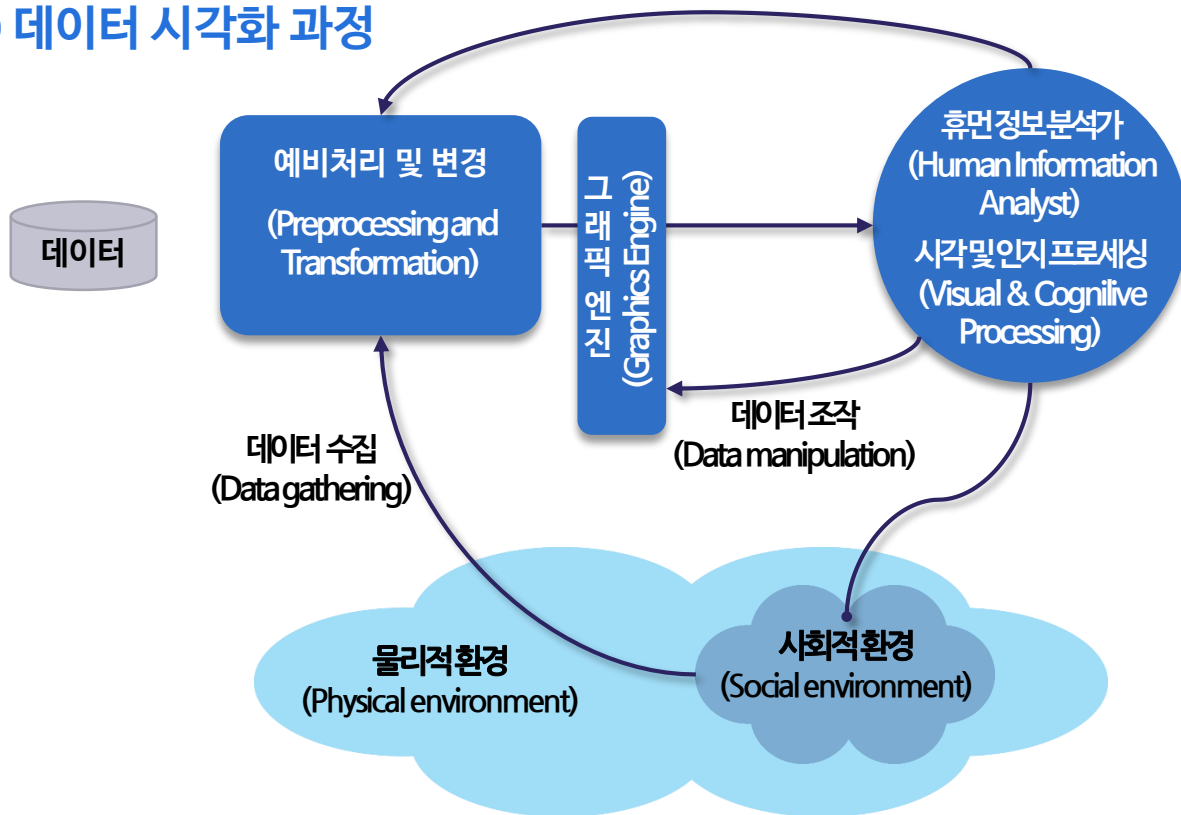 데이터 시각화 과정
데이터
예비처리 및 변경
(Preprocessing and
Transformation)
그래픽 엔진
(Graphics Engine)
휴먼 정보 분석가
(Human Information
Analyst)
시각 및 인지 프로세싱
(Visual & Cognilive
Processing)
데이터 조작
(Data manipulation)
데이터 수집
(Data gathering)
물리적 환경
(Physical environment)
사회적 환경
(Social environment)